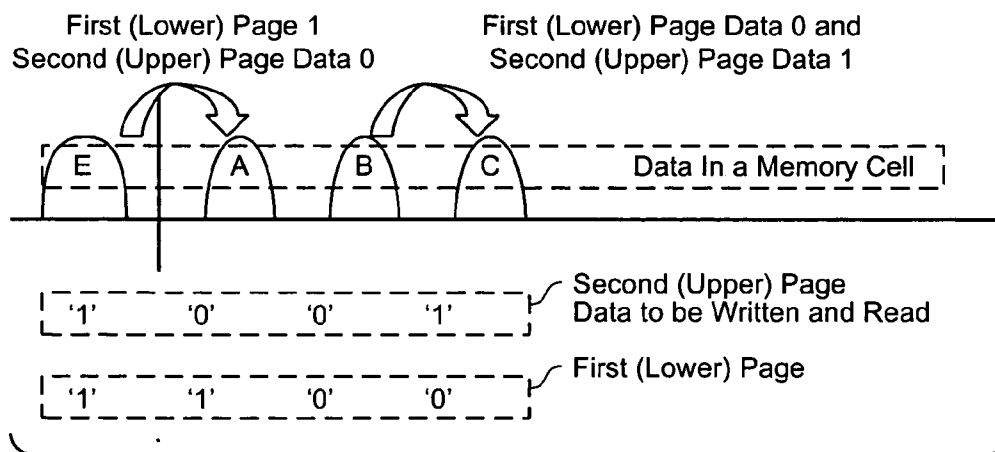 First (Lower) Page 1
Second (Upper) Page Data 0
First (Lower) Page Data 0 and
Second (Upper) Page Data 1
E A B C Data In a Memory Cell
'1' '0' '0' '1'
Second (Upper) Page
Data to be Written and Read
'1' '1' '0' '0'
First (Lower) Page